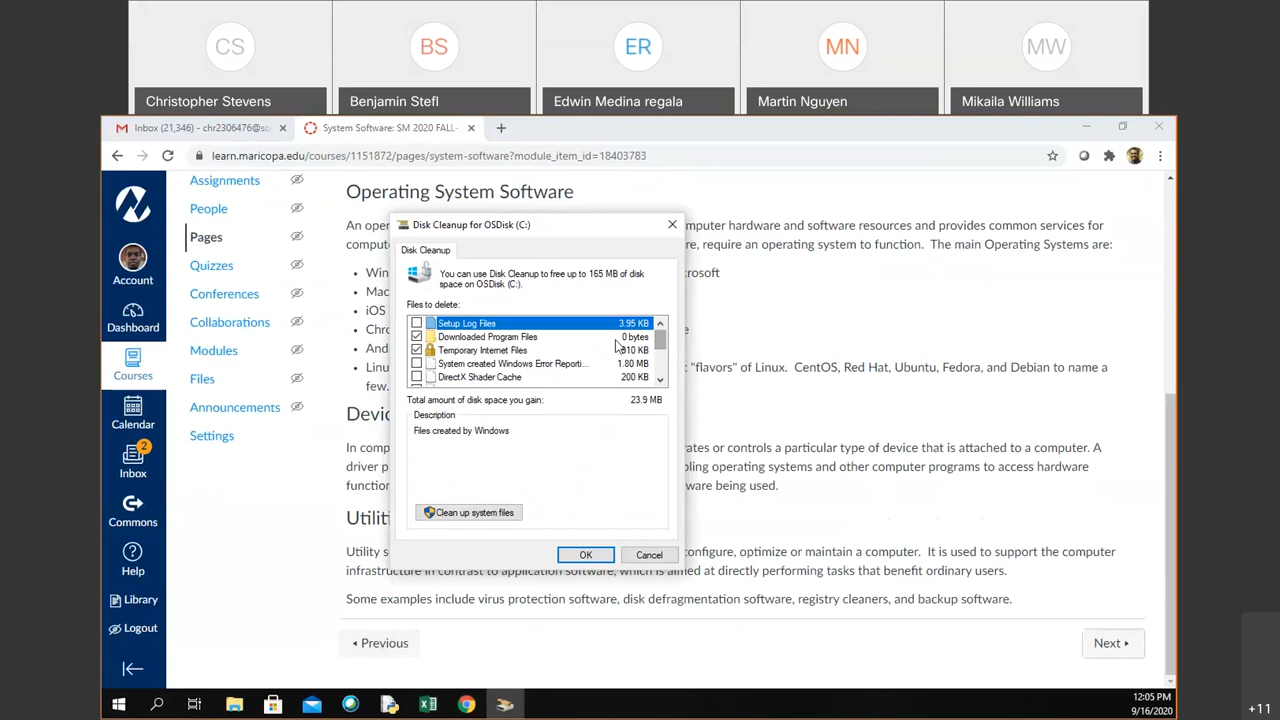 CS
BS
ER
MN
MW
Christopher Stevens
Benjamin Stefl
Edwin Medina regala
Martin Nguyen
Mikaila Williams
Inbox (21,346) - chr2306476@so
System Software: SM 2020 FALL-
learn.maricopa.edu/courses/1151872/pages/system-software?module_item_id=18403783
Account
Dashboard
Courses
Calendar
2
Inbox
Commons
Help
Library
Logout
Assignments
People
Pages
Quizzes
Conferences
Collaborations
Modules
Files
Announcements
Settings
Operating System Software
An oper
mputer hardware and software resources and provides common services for
compute
, require an operating system to function. The main Operating Systems are:
Win
rosoft
Mac
iOS
Chr
And
Linu
t "flavors" of Linux. CentOS, Red Hat, Ubuntu, Fedora, and Debian to name a
few.
Devic
In comp
rates or controls a particular type of device that is attached to a computer. A
driver p
bling operating systems and other computer programs to access hardware
function
ware being used.
Utiliti
Utility s
configure, optimize or maintain a computer. It is used to support the computer
infrastructure in contrast to application software, which is aimed at directly performing tasks that benefit ordinary users.
Some examples include virus protection software, disk defragmentation software, registry cleaners, and backup software.
Previous
Next
Disk Cleanup for OSDisk (C:)
Disk Cleanup
You can use Disk Cleanup to free up to 165 MB of disk
space on OSDisk (C:).
Files to delete:
Setup Log Files 3.95 KB
Downloaded Program Files 0 bytes
Temporary Internet Files 10 KB
System created Windows Error Reporti... 1.80 MB
DirectX Shader Cache 200 KB
Total amount of disk space you gain: 23.9 MB
Description
Files created by Windows
Clean up system files
OK
Cancel
12:05 PM
9/16/2020
+11